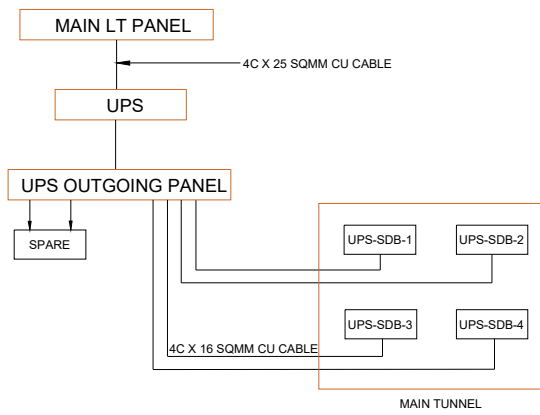 MAIN LT PANEL
4C X 25 SQMM CU CABLE
UPS
UPS OUTGOING PANEL
SPARE
UPS-SDB-1
UPS-SDB-2
UPS-SDB-3
UPS-SDB-4
4C X 16 SQMM CU CABLE
MAIN TUNNEL